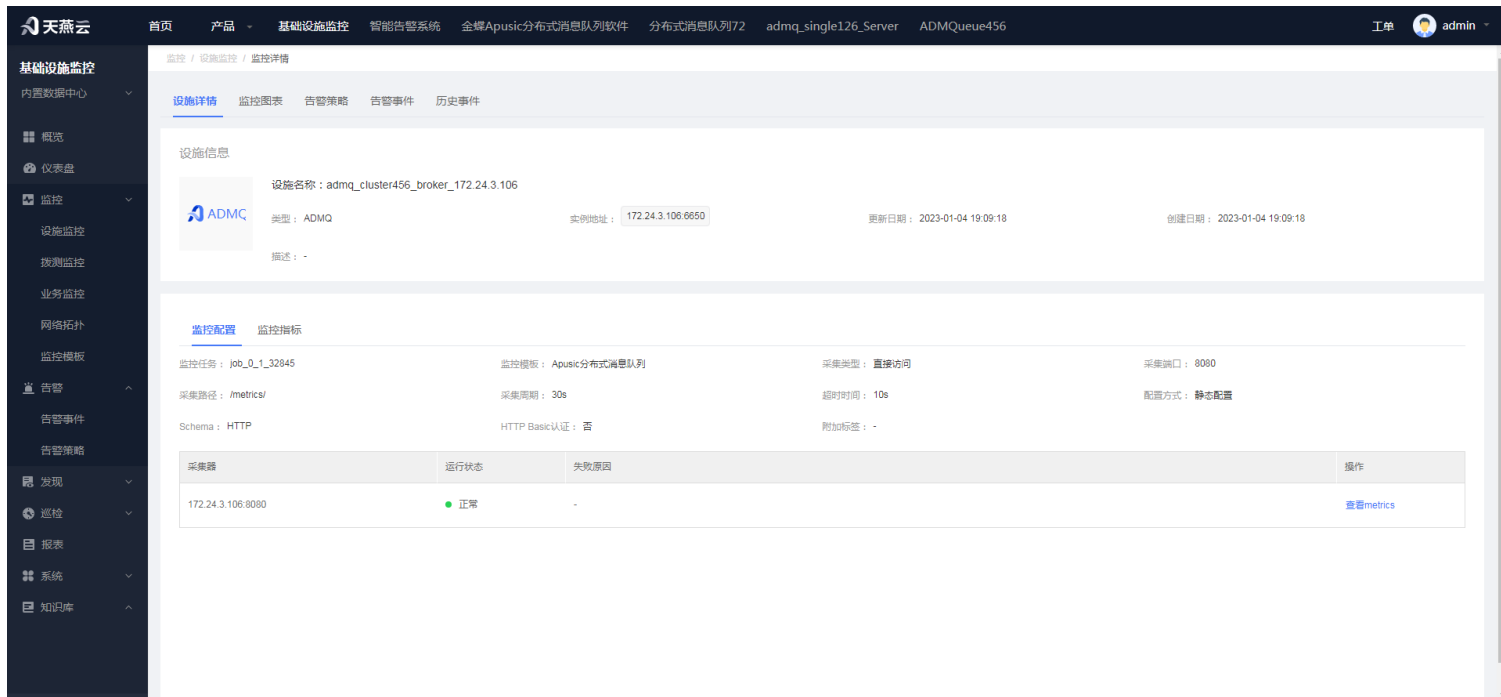 天燕云 首页 产品 基础设施监控 智能告警系统 金蝶Apusic分布式消息队列软件 分布式消息队列72 admq_single126_Server ADMQueue456 工单 admin
基础设施监控
内置数据中心
概览
仪表盘
监控
设施监控
拨测监控
业务监控
网络拓扑
监控模板
告警
告警事件
告警策略
发现
巡检
报表
系统
知识库
监控 / 设施监控 / 监控详情
设施详情 监控图表 告警策略 告警事件 历史事件
设施信息
ADMQ
设施名称：admq_cluster456_broker_172.24.3.106
类型： ADMQ 实例地址： 172.24.3.106:6650 更新日期： 2023-01-04 19:09:18 创建日期： 2023-01-04 19:09:18
描述： -
监控配置 监控指标
监控任务： job_0_1_32845 监控模板： Apusic分布式消息队列 采集类型： 直接访问 采集端口： 8080
采集路径： /metrics/ 采集周期： 30s 超时时间： 10s 配置方式： 静态配置
Schema： HTTP HTTP Basic认证： 否 附加标签： -
采集器 运行状态 失败原因 操作
172.24.3.106:8080 正常 - 查看metrics